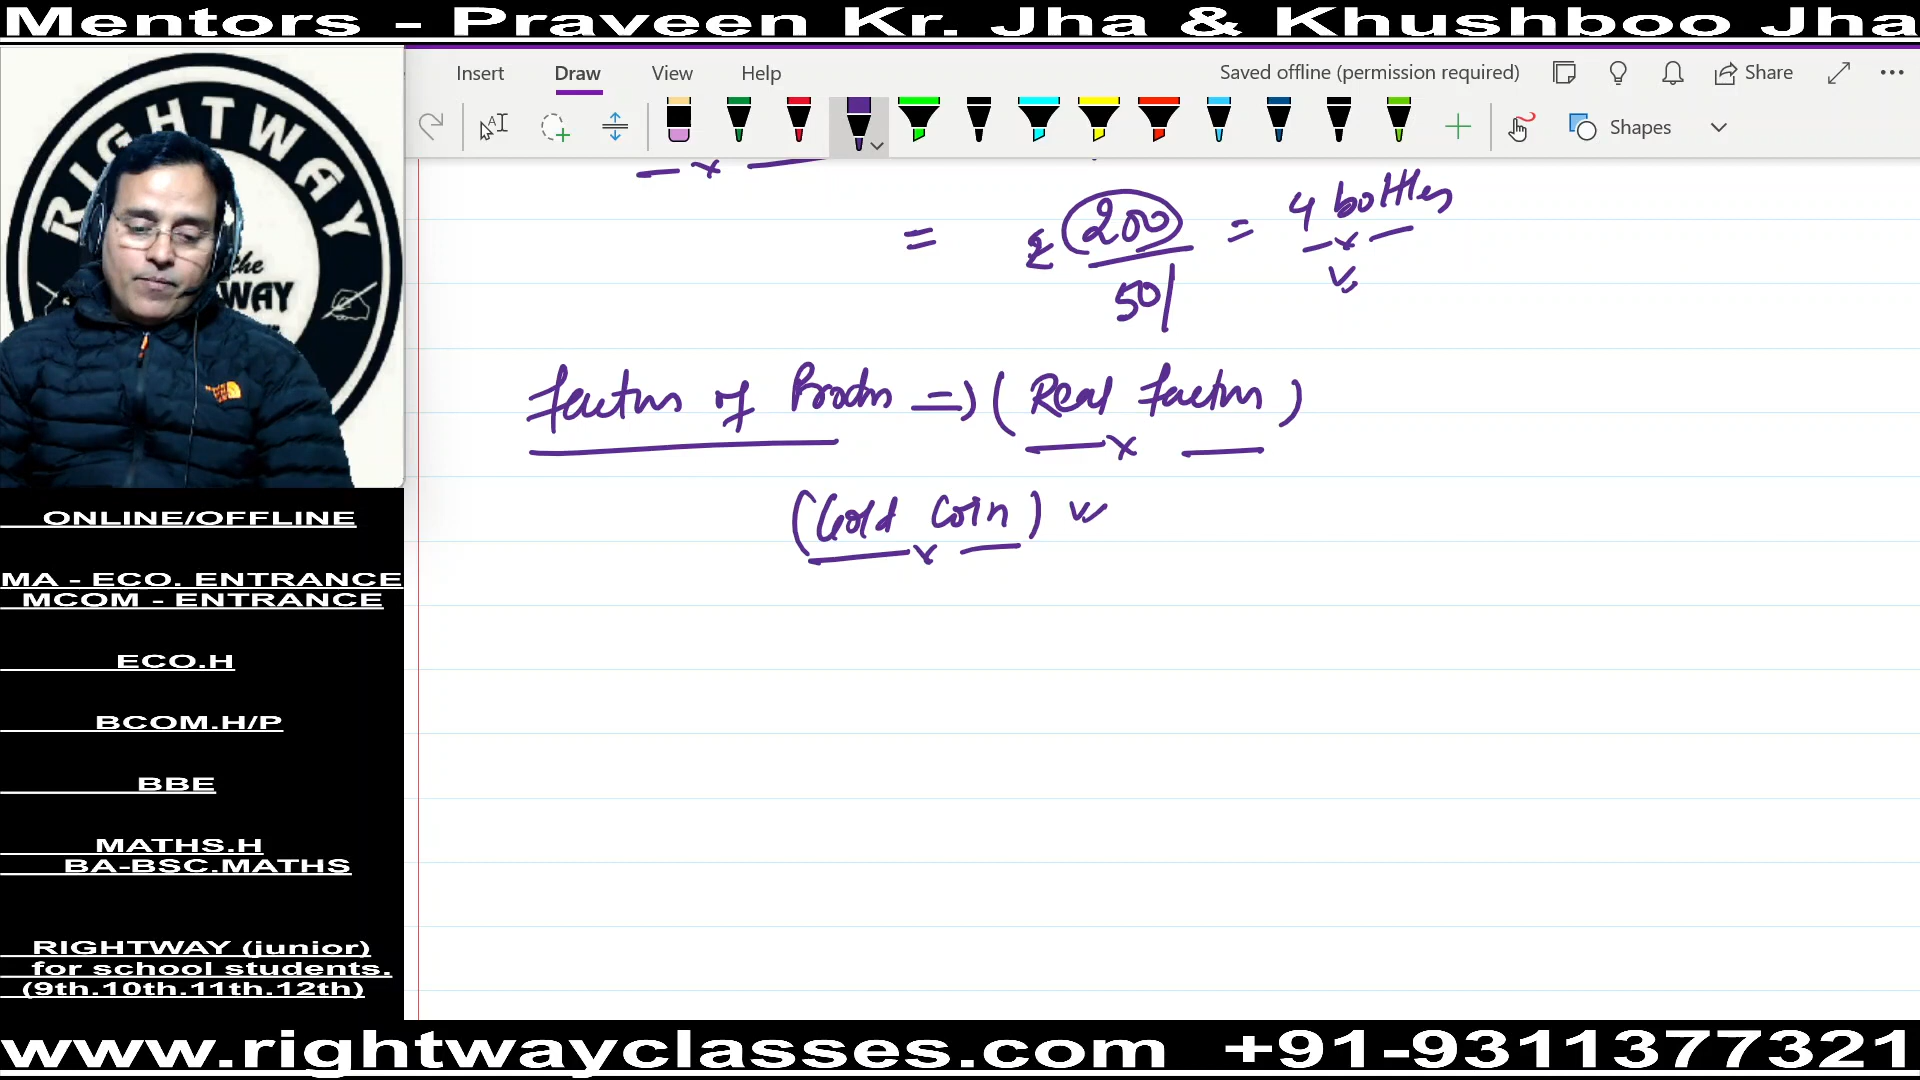 Mentors - Praveen Kr. Jha & Khushboo Jha
Insert Draw View Help Saved offline (permission required) Share
Shapes
RIGHTWAY
the
WAY
= ₹ 200 = 4 bottles
50/
Factors of Prodn => (Real Factors)
(Gold Coin)
ONLINE/OFFLINE
MA - ECO. ENTRANCE
MCOM - ENTRANCE
ECO.H
BCOM.H/P
BBE
MATHS.H
BA-BSC.MATHS
RIGHTWAY (junior)
for school students.
(9th.10th.11th.12th)
www.rightwayclasses.com +91-9311377321